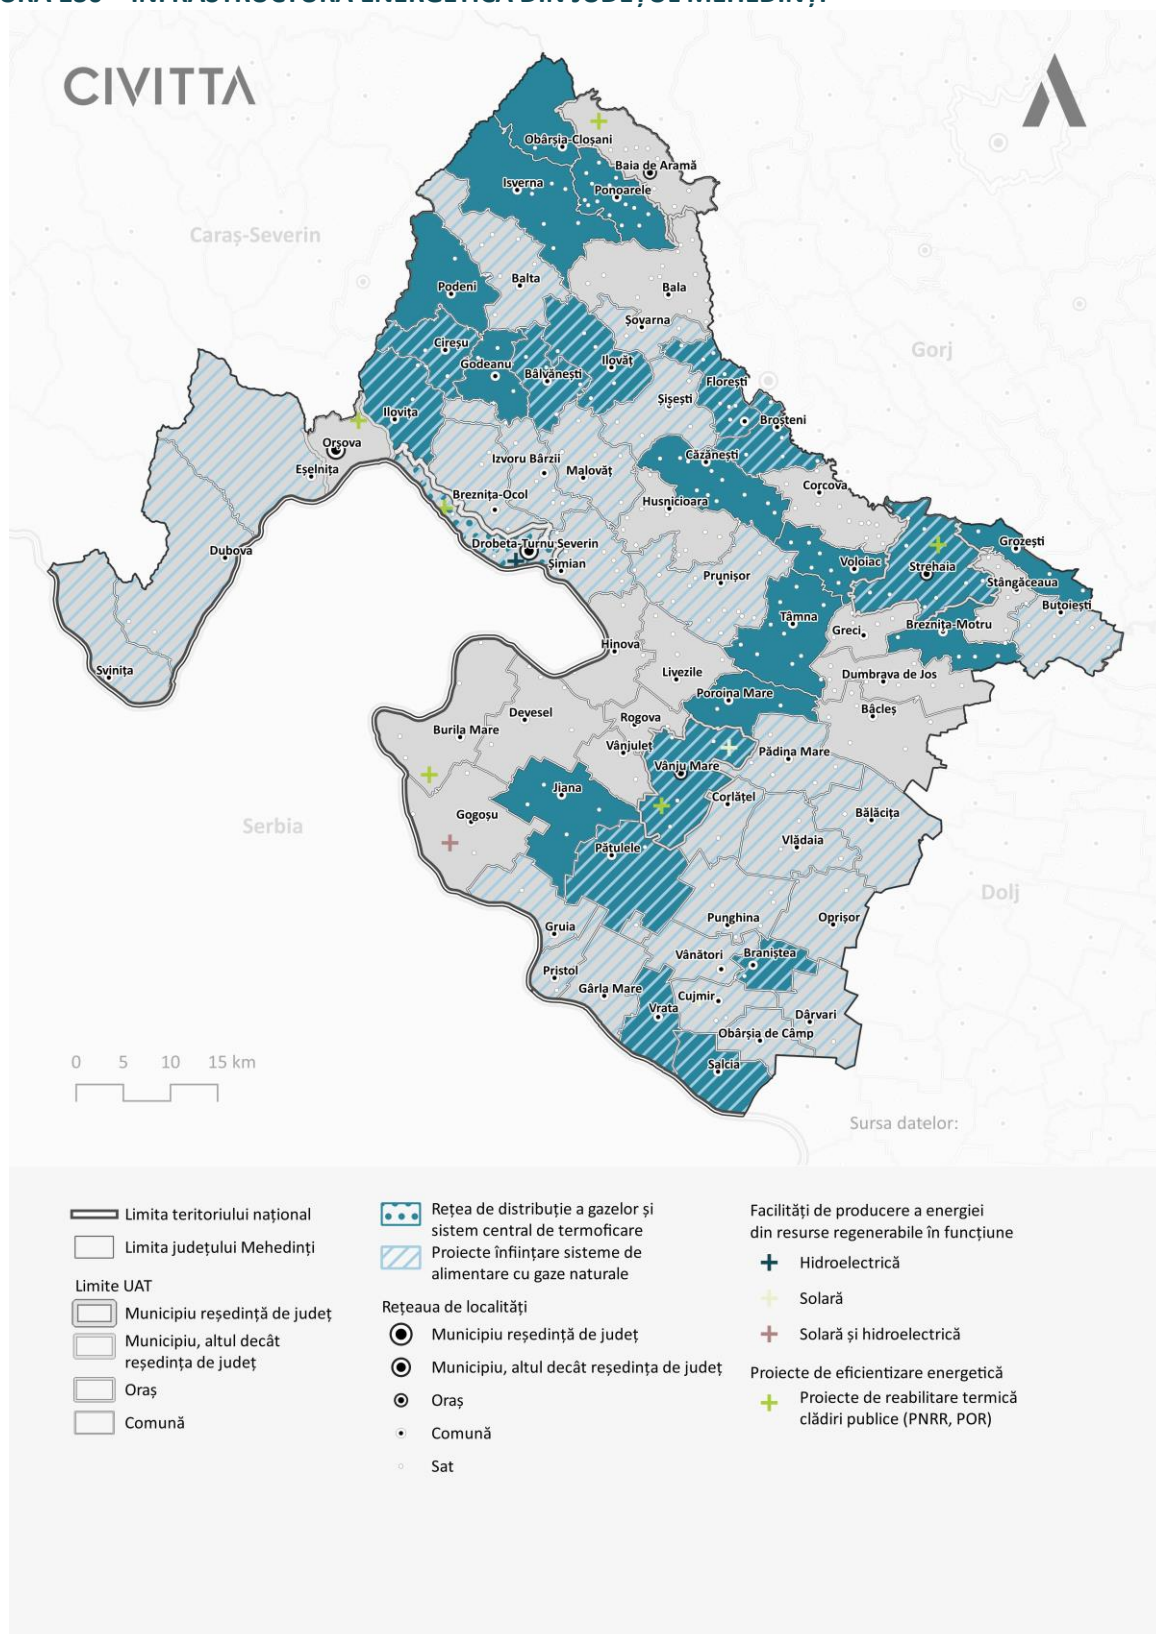 CIVITTA
Obârșia-Cloșani
Baia de Aramă
Isverna
Ponoarele
Caraș-Severin
Balta
Podeni
Bala
Șovarna
Gorj
Cireșu
Godeanu
Ilovăț
Bâlvănești
Florești
Șișești
Ilovița
Broșteni
Orșova
Căzănești
Izvoru Bârzii
Malovăț
Eșelnița
Corcova
Breznița-Ocol
Husnicioara
Grozești
Drobeta-Turnu Severin
Dubova
Șimian
Voloiac
Strehaia
Prunișor
Stângăceaua
Butoiești
Tâmna
Greci
Breznița-Motru
Hinova
Svinița
Livezile
Dumbrava de Jos
Poroina Mare
Devesel
Rogova
Bâcleș
Burila Mare
Vânjuleț
Pădina Mare
Vânju Mare
Jiana
Corlățel
Gogoșu
Bălăcița
Serbia
Vlădaia
Pătulele
Dolj
Punghina
Oprișor
Gruia
Vânători
Braniștea
Pristol
Gârla Mare
Cujmir
Vrata
Dârvari
Obârșia de Câmp
Salcia
0 5 10 15 km
Sursa datelor:
Limita teritoriului național
Limita județului Mehedinți
Limite UAT
Municipiu reședință de județ
Municipiu, altul decât
reședința de județ
Oraș
Comună
Rețea de distribuție a gazelor și
sistem central de termoficare
Proiecte înființare sisteme de
alimentare cu gaze naturale
Rețeaua de localități
Municipiu reședință de județ
Municipiu, altul decât reședința de județ
Oraș
Comună
Sat
Facilități de producere a energiei
din resurse regenerabile în funcțiune
Hidroelectrică
Solară
Solară și hidroelectrică
Proiecte de eficientizare energetică
Proiecte de reabilitare termică
clădiri publice (PNRR, POR)